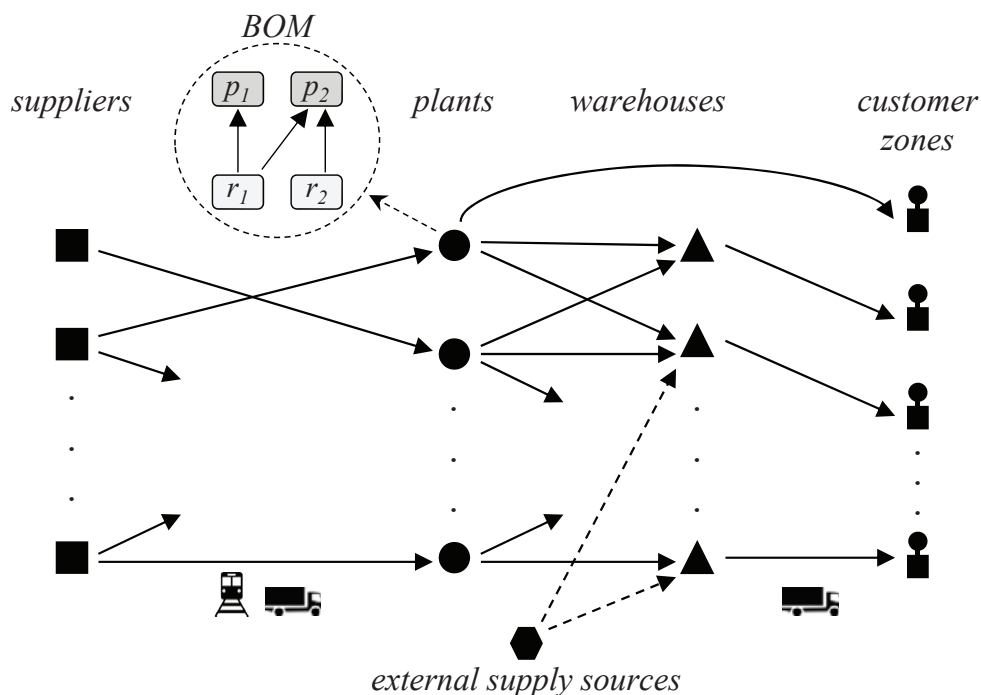 BOM
suppliers
p1
p2
plants
warehouses
customer
zones
r1
r2
external supply sources